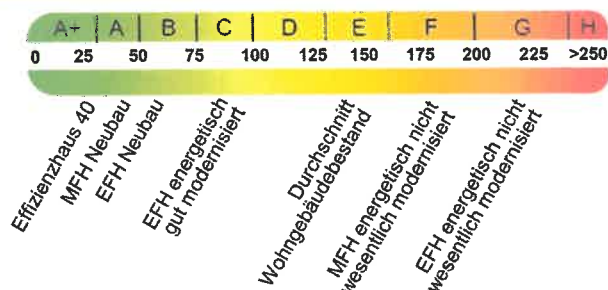 A+ A B C D E F G H
0 25 50 75 100 125 150 175 200 225 >250
Effizienzhaus 40
MFH Neubau
EFH Neubau
EFH energetisch
gut modernisiert
Durchschnitt
Wohngebäudebestand
MFH energetisch nicht
wesentlich modernisiert
EFH energetisch nicht
wesentlich modernisiert